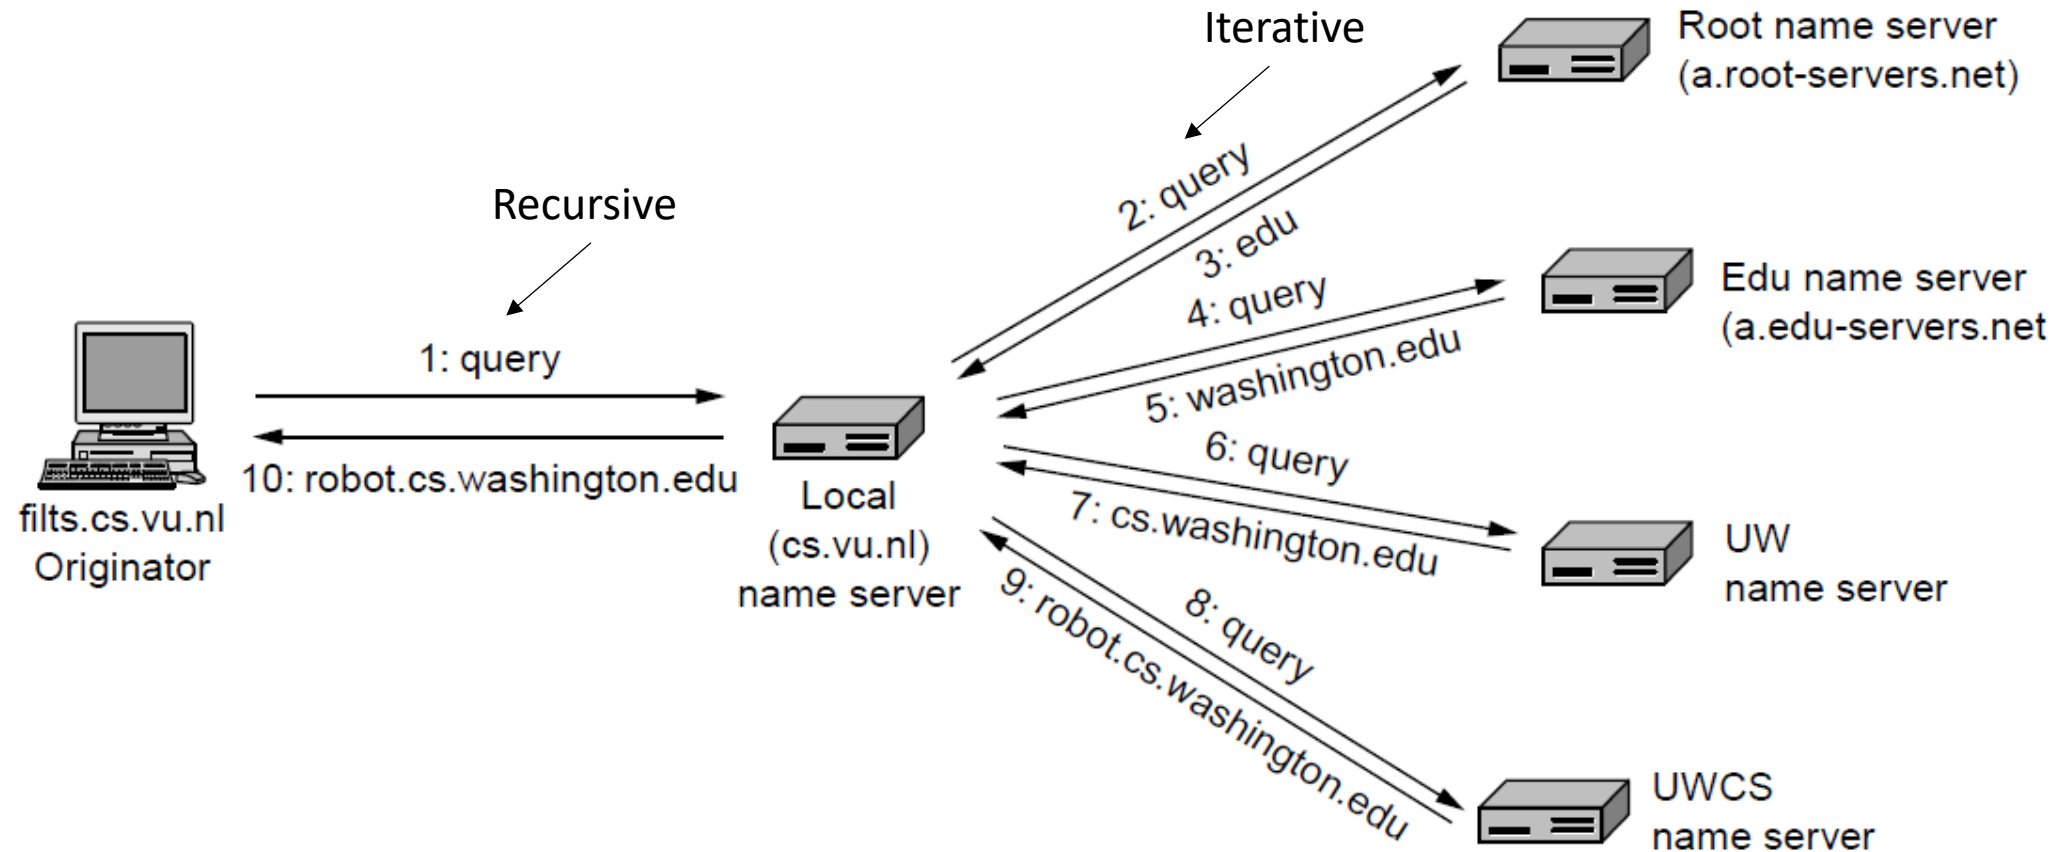 Iterative
Root name server
(a.root-servers.net)
Recursive
2: query
3: edu
4: query
Edu name server
(a.edu-servers.net
5: washington.edu
1: query
10: robot.cs.washington.edu
filts.cs.vu.nl
Originator
Local
(cs.vu.nl)
name server
6: query
7: cs.washington.edu
UW
name server
8: query
9: robot.cs.washington.edu
UWCS
name server